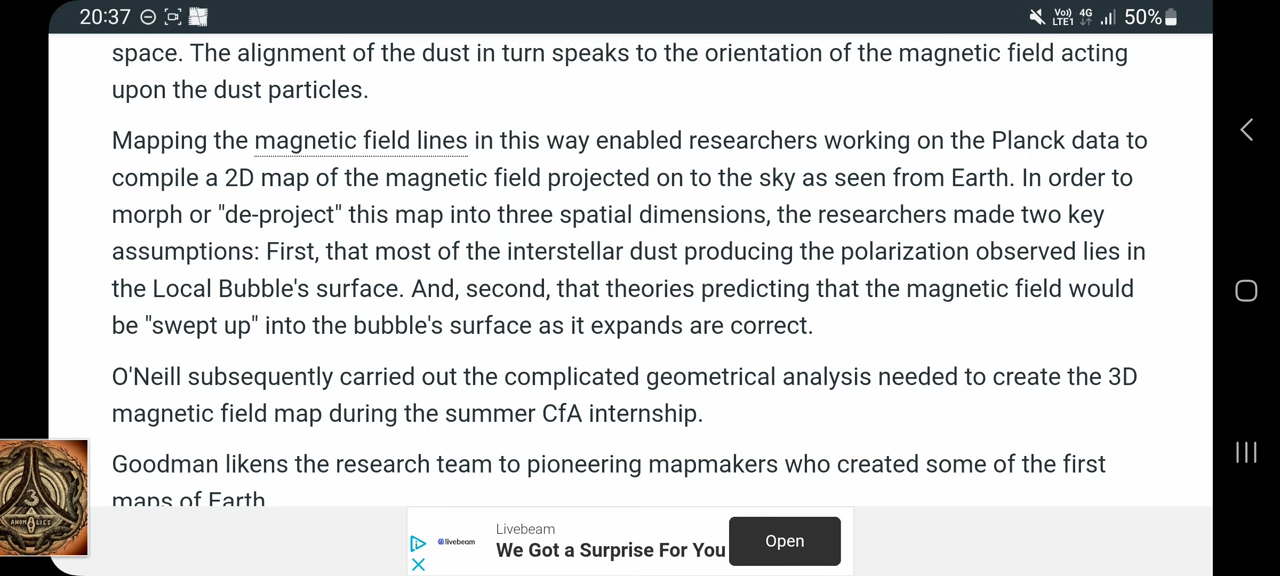 20:37
Vo) 4G
LTE1
50%
space. The alignment of the dust in turn speaks to the orientation of the magnetic field acting
upon the dust particles.
Mapping the magnetic field lines in this way enabled researchers working on the Planck data to
compile a 2D map of the magnetic field projected on to the sky as seen from Earth. In order to
morph or "de-project" this map into three spatial dimensions, the researchers made two key
assumptions: First, that most of the interstellar dust producing the polarization observed lies in
the Local Bubble's surface. And, second, that theories predicting that the magnetic field would
be "swept up" into the bubble's surface as it expands are correct.
O'Neill subsequently carried out the complicated geometrical analysis needed to create the 3D
magnetic field map during the summer CfA internship.
Goodman likens the research team to pioneering mapmakers who created some of the first
maps of Earth
3
Livebeam
livebeam
We Got a Surprise For You
Open